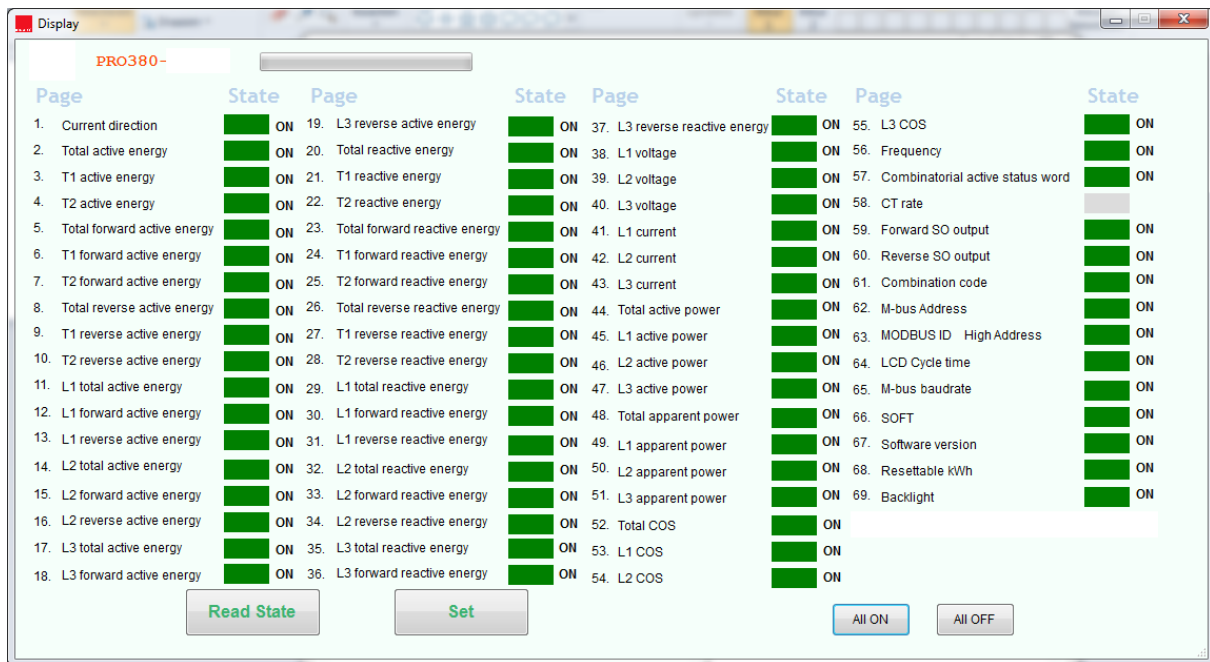 Display
PRO380-
Page State Page State Page State Page State
1. Current direction ON
2. Total active energy ON
3. T1 active energy ON
4. T2 active energy ON
5. Total forward active energy ON
6. T1 forward active energy ON
7. T2 forward active energy ON
8. Total reverse active energy ON
9. T1 reverse active energy ON
10. T2 reverse active energy ON
11. L1 total active energy ON
12. L1 forward active energy ON
13. L1 reverse active energy ON
14. L2 total active energy ON
15. L2 forward active energy ON
16. L2 reverse active energy ON
17. L3 total active energy ON
18. L3 forward active energy ON
19. L3 reverse active energy ON
20. Total reactive energy ON
21. T1 reactive energy ON
22. T2 reactive energy ON
23. Total forward reactive energy ON
24. T1 forward reactive energy ON
25. T2 forward reactive energy ON
26. Total reverse reactive energy ON
27. T1 reverse reactive energy ON
28. T2 reverse reactive energy ON
29. L1 total reactive energy ON
30. L1 forward reactive energy ON
31. L1 reverse reactive energy ON
32. L2 total reactive energy ON
33. L2 forward reactive energy ON
34. L2 reverse reactive energy ON
35. L3 total reactive energy ON
36. L3 forward reactive energy ON
37. L3 reverse reactive energy ON
38. L1 voltage ON
39. L2 voltage ON
40. L3 voltage ON
41. L1 current ON
42. L2 current ON
43. L3 current ON
44. Total active power ON
45. L1 active power ON
46. L2 active power ON
47. L3 active power ON
48. Total apparent power ON
49. L1 apparent power ON
50. L2 apparent power ON
51. L3 apparent power ON
52. Total COS ON
53. L1 COS ON
54. L2 COS ON
55. L3 COS ON
56. Frequency ON
57. Combinatorial active status word ON
58. CT rate
59. Forward SO output ON
60. Reverse SO output ON
61. Combination code ON
62. M-bus Address ON
63. MODBUS ID High Address ON
64. LCD Cycle time ON
65. M-bus baudrate ON
66. SOFT ON
67. Software version ON
68. Resettable kWh ON
69. Backlight ON
Read State Set All ON All OFF